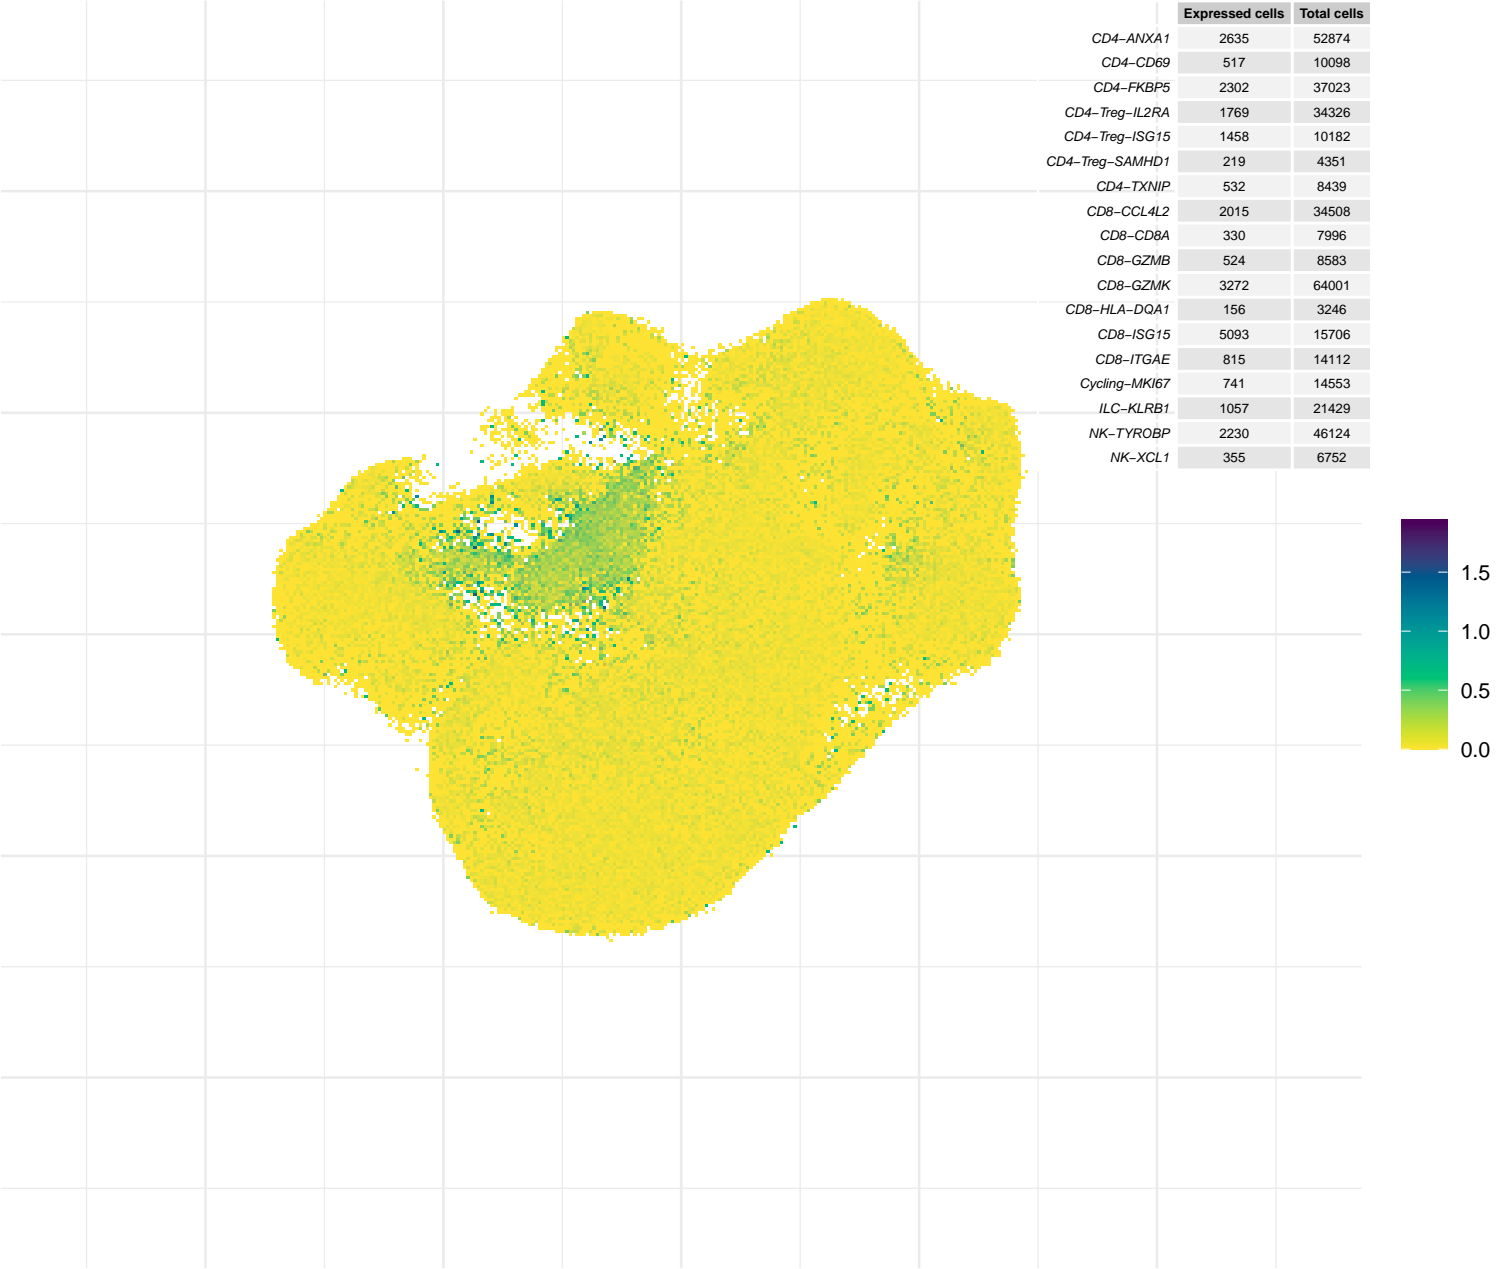 Expressed cells Total cells
CD4−ANXA1 2635 52874
CD4−CD69 517 10098
CD4−FKBP5 2302 37023
CD4−Treg−IL2RA 1769 34326
CD4−Treg−ISG15 1458 10182
CD4−Treg−SAMHD1 219 4351
CD4−TXNIP 532 8439
CD8−CCL4L2 2015 34508
CD8−CD8A 330 7996
CD8−GZMB 524 8583
CD8−GZMK 3272 64001
CD8−HLA−DQA1 156 3246
CD8−ISG15 5093 15706
CD8−ITGAE 815 14112
Cycling−MKI67 741 14553
ILC−KLRB1 1057 21429
NK−TYROBP 2230 46124
NK−XCL1 355 6752
1.5
1.0
0.5
0.0